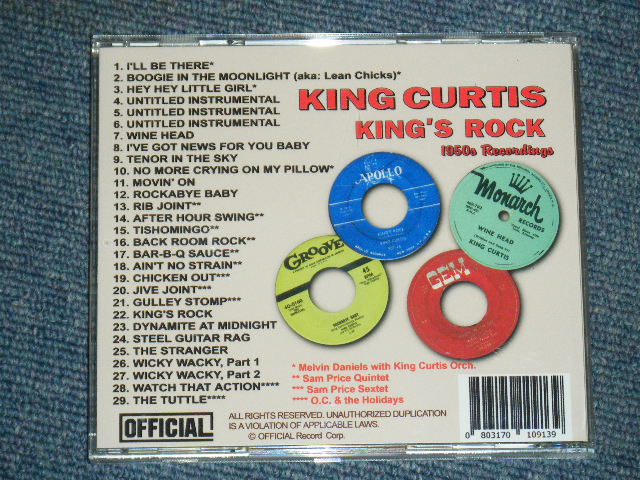 1. I'LL BE THERE*
2. BOOGIE IN THE MOONLIGHT (aka: Lean Chicks)*
3. HEY HEY LITTLE GIRL*
4. UNTITLED INSTRUMENTAL
5. UNTITLED INSTRUMENTAL
6. UNTITLED INSTRUMENTAL
7. WINE HEAD
8. I'VE GOT NEWS FOR YOU BABY
9. TENOR IN THE SKY
10. NO MORE CRYING ON MY PILLOW*
11. MOVIN' ON
12. ROCKABYE BABY
13. RIB JOINT**
14. AFTER HOUR SWING**
15. TISHOMINGO**
16. BACK ROOM ROCK**
17. BAR-B-Q SAUCE**
18. AIN'T NO STRAIN**
19. CHICKEN OUT***
20. JIVE JOINT***
21. GULLEY STOMP***
22. KING'S ROCK
23. DYNAMITE AT MIDNIGHT
24. STEEL GUITAR RAG
25. THE STRANGER
26. WICKY WACKY, Part 1
27. WICKY WACKY, Part 2
28. WATCH THAT ACTION****
29. THE TUTTLE****
KING CURTIS
KING'S ROCK
1950s Recordings
APOLLO
Monarch
RECORDS
WINE HEAD
KING CURTIS
GROOVE
45
RPM
ROCKABYE BABY
GEM
* Melvin Daniels with King Curtis Orch.
** Sam Price Quintet
*** Sam Price Sextet
**** O.C. & the Holidays
OFFICIAL
ALL RIGHTS RESERVED. UNAUTHORIZED DUPLICATION
IS A VIOLATION OF APPLICABLE LAWS.
© OFFICIAL Record Corp.
0 803170 109139